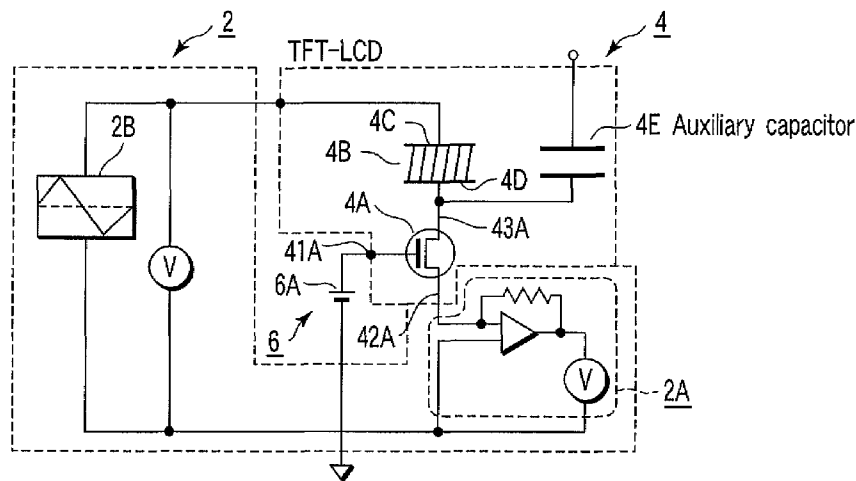 2
TFT-LCD
4
2B
4C
4B
4D
4E Auxiliary capacitor
4A
43A
41A
V
6A
6
42A
V
2A